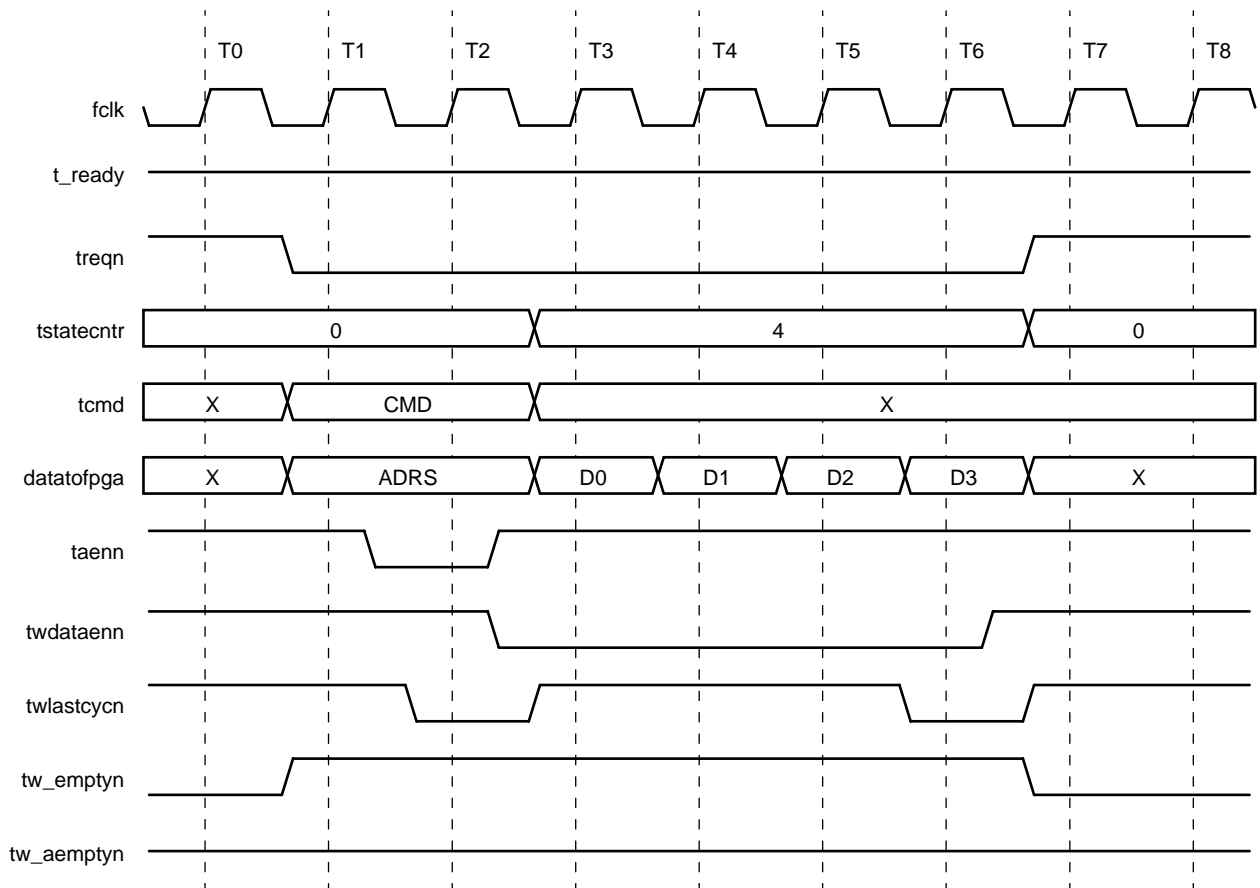 T0 T1 T2 T3 T4 T5 T6 T7 T8
fclk
t_ready
treqn
tstatecntr 0 4 0
tcmd X CMD X
datatofpga X ADRS D0 D1 D2 D3 X
taenn
twdataenn
twlastcycn
tw_emptyn
tw_aemptyn